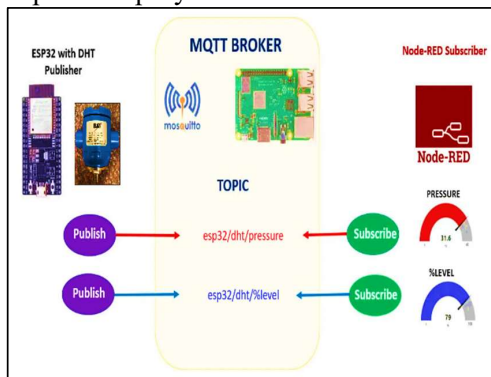 ESP32 with DHT
Publisher
MQTT BROKER
Node-RED Subscriber
mosquitto
Node-RED
TOPIC
PRESSURE
31.6
Publish
esp32/dht/pressure
Subscribe
%LEVEL
79
Publish
esp32/dht/%level
Subscribe